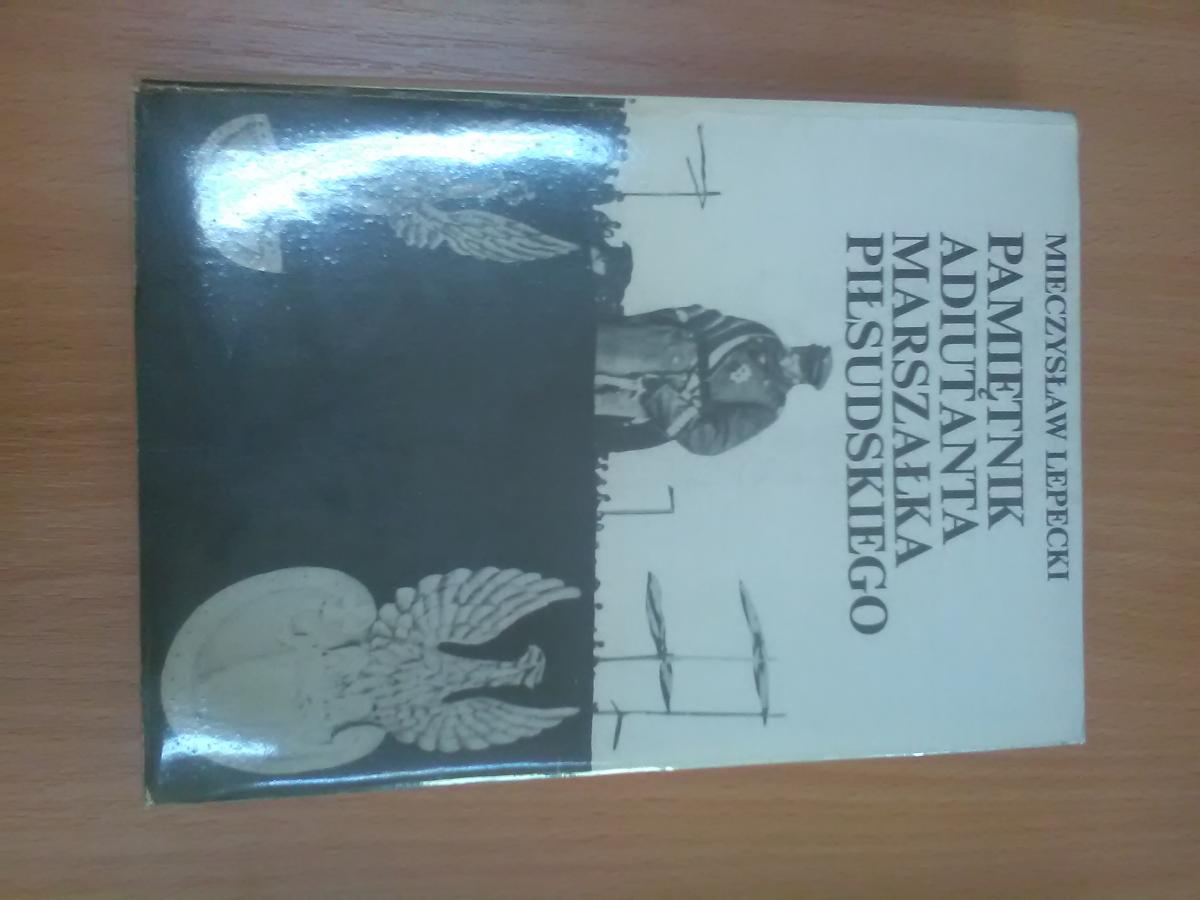 MIECZYSŁAW LEPECKI
PAMIĘTNIK
ADIUTANTA
MARSZAŁKA
PIŁSUDSKIEGO